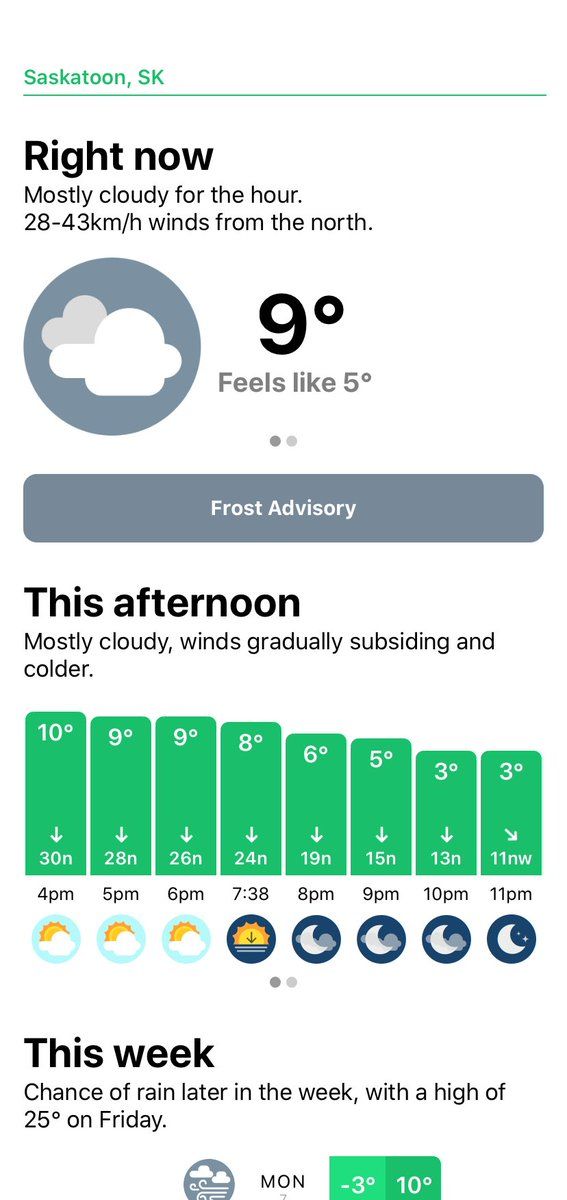 Saskatoon, SK
Right now
Mostly cloudy for the hour.
28-43km/h winds from the north.
9°
Feels like 5°
Frost Advisory
This afternoon
Mostly cloudy, winds gradually subsiding and
colder.
10° 9° 9° 8° 6° 5° 3° 3°
30n 28n 26n 24n 19n 15n 13n 11nw
4pm 5pm 6pm 7:38 8pm 9pm 10pm 11pm
This week
Chance of rain later in the week, with a high of
25° on Friday.
MON -3° 10°
7